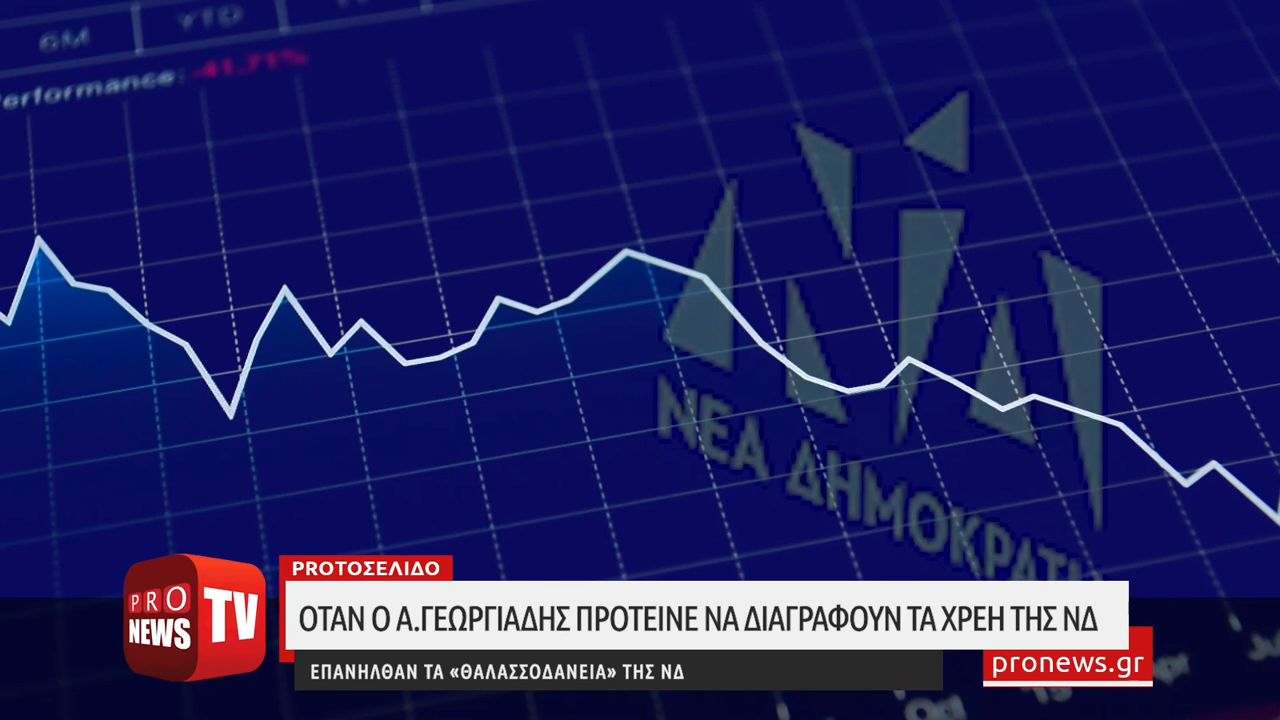 6M YTD
Performance: -41,71%
ΝΕΑ ΔΗΜΟΚΡΑΤΙ
PROΤΟΣΕΛΙΔΟ
PRO
NEWS
TV
ΟΤΑΝ Ο Α.ΓΕΩΡΓΙΑΔΗΣ ΠΡΟΤΕΙΝΕ ΝΑ ΔΙΑΓΡΑΦΟΥΝ ΤΑ ΧΡΕΗ ΤΗΣ ΝΔ
ΕΠΑΝΗΛΘΑΝ ΤΑ «ΘΑΛΑΣΣΟΔΑΝΕΙΑ» ΤΗΣ ΝΔ
pronews.gr